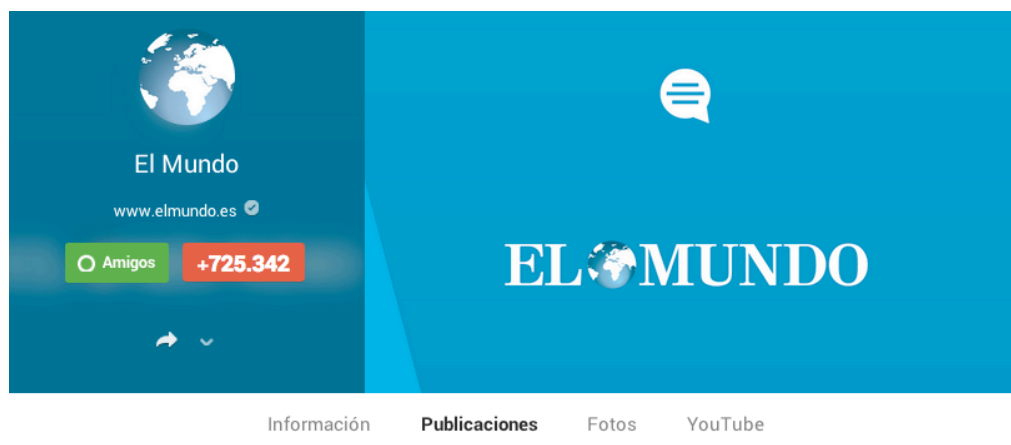 El Mundo
www.elmundo.es
Amigos +725.342
EL MUNDO
Información Publicaciones Fotos YouTube